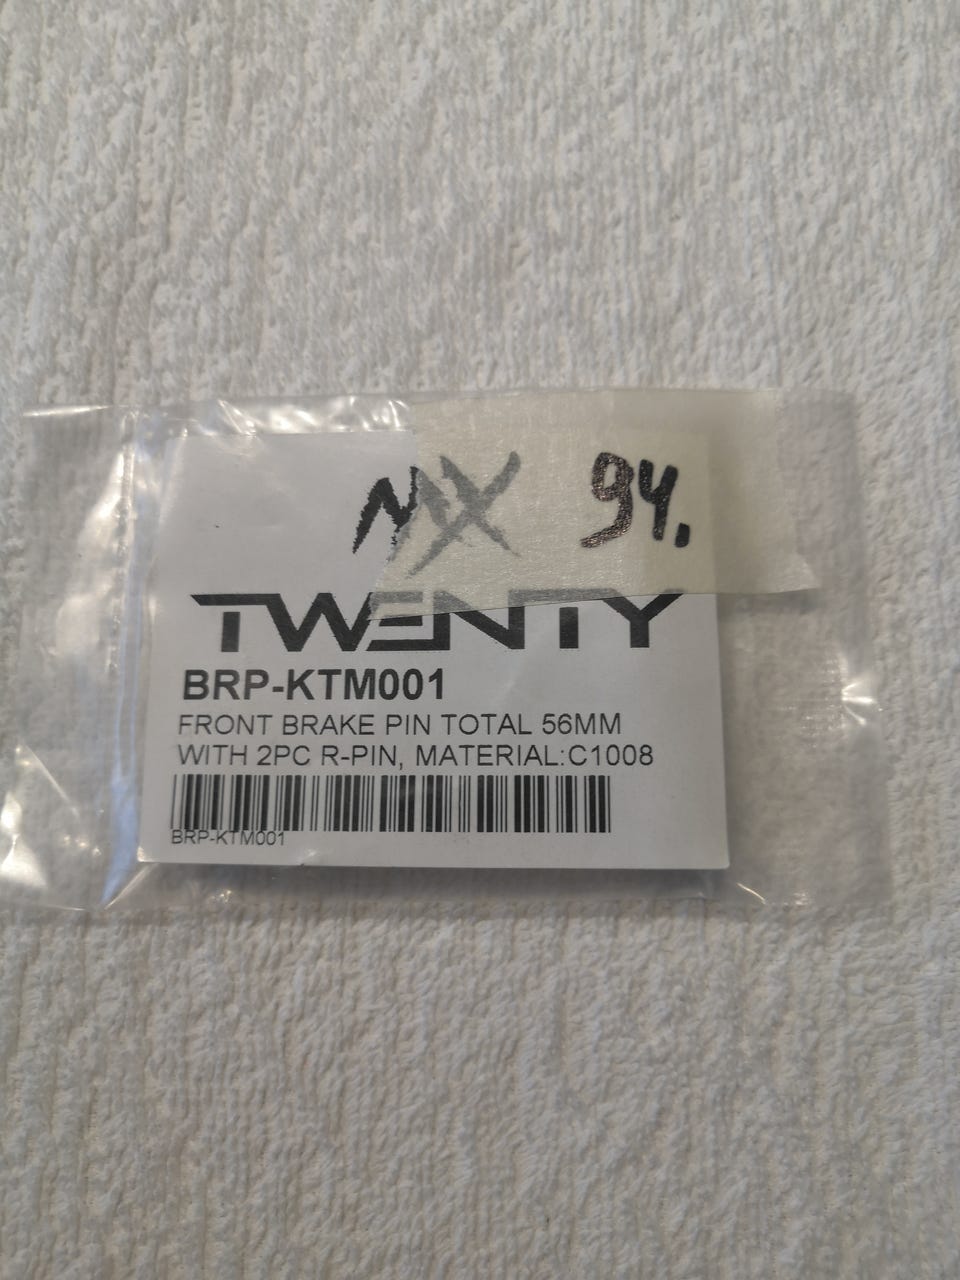 MX 94.
TWENTY
BRP-KTM001
FRONT BRAKE PIN TOTAL 56MM
WITH 2PC R-PIN, MATERIAL:C1008
BRP-KTM001